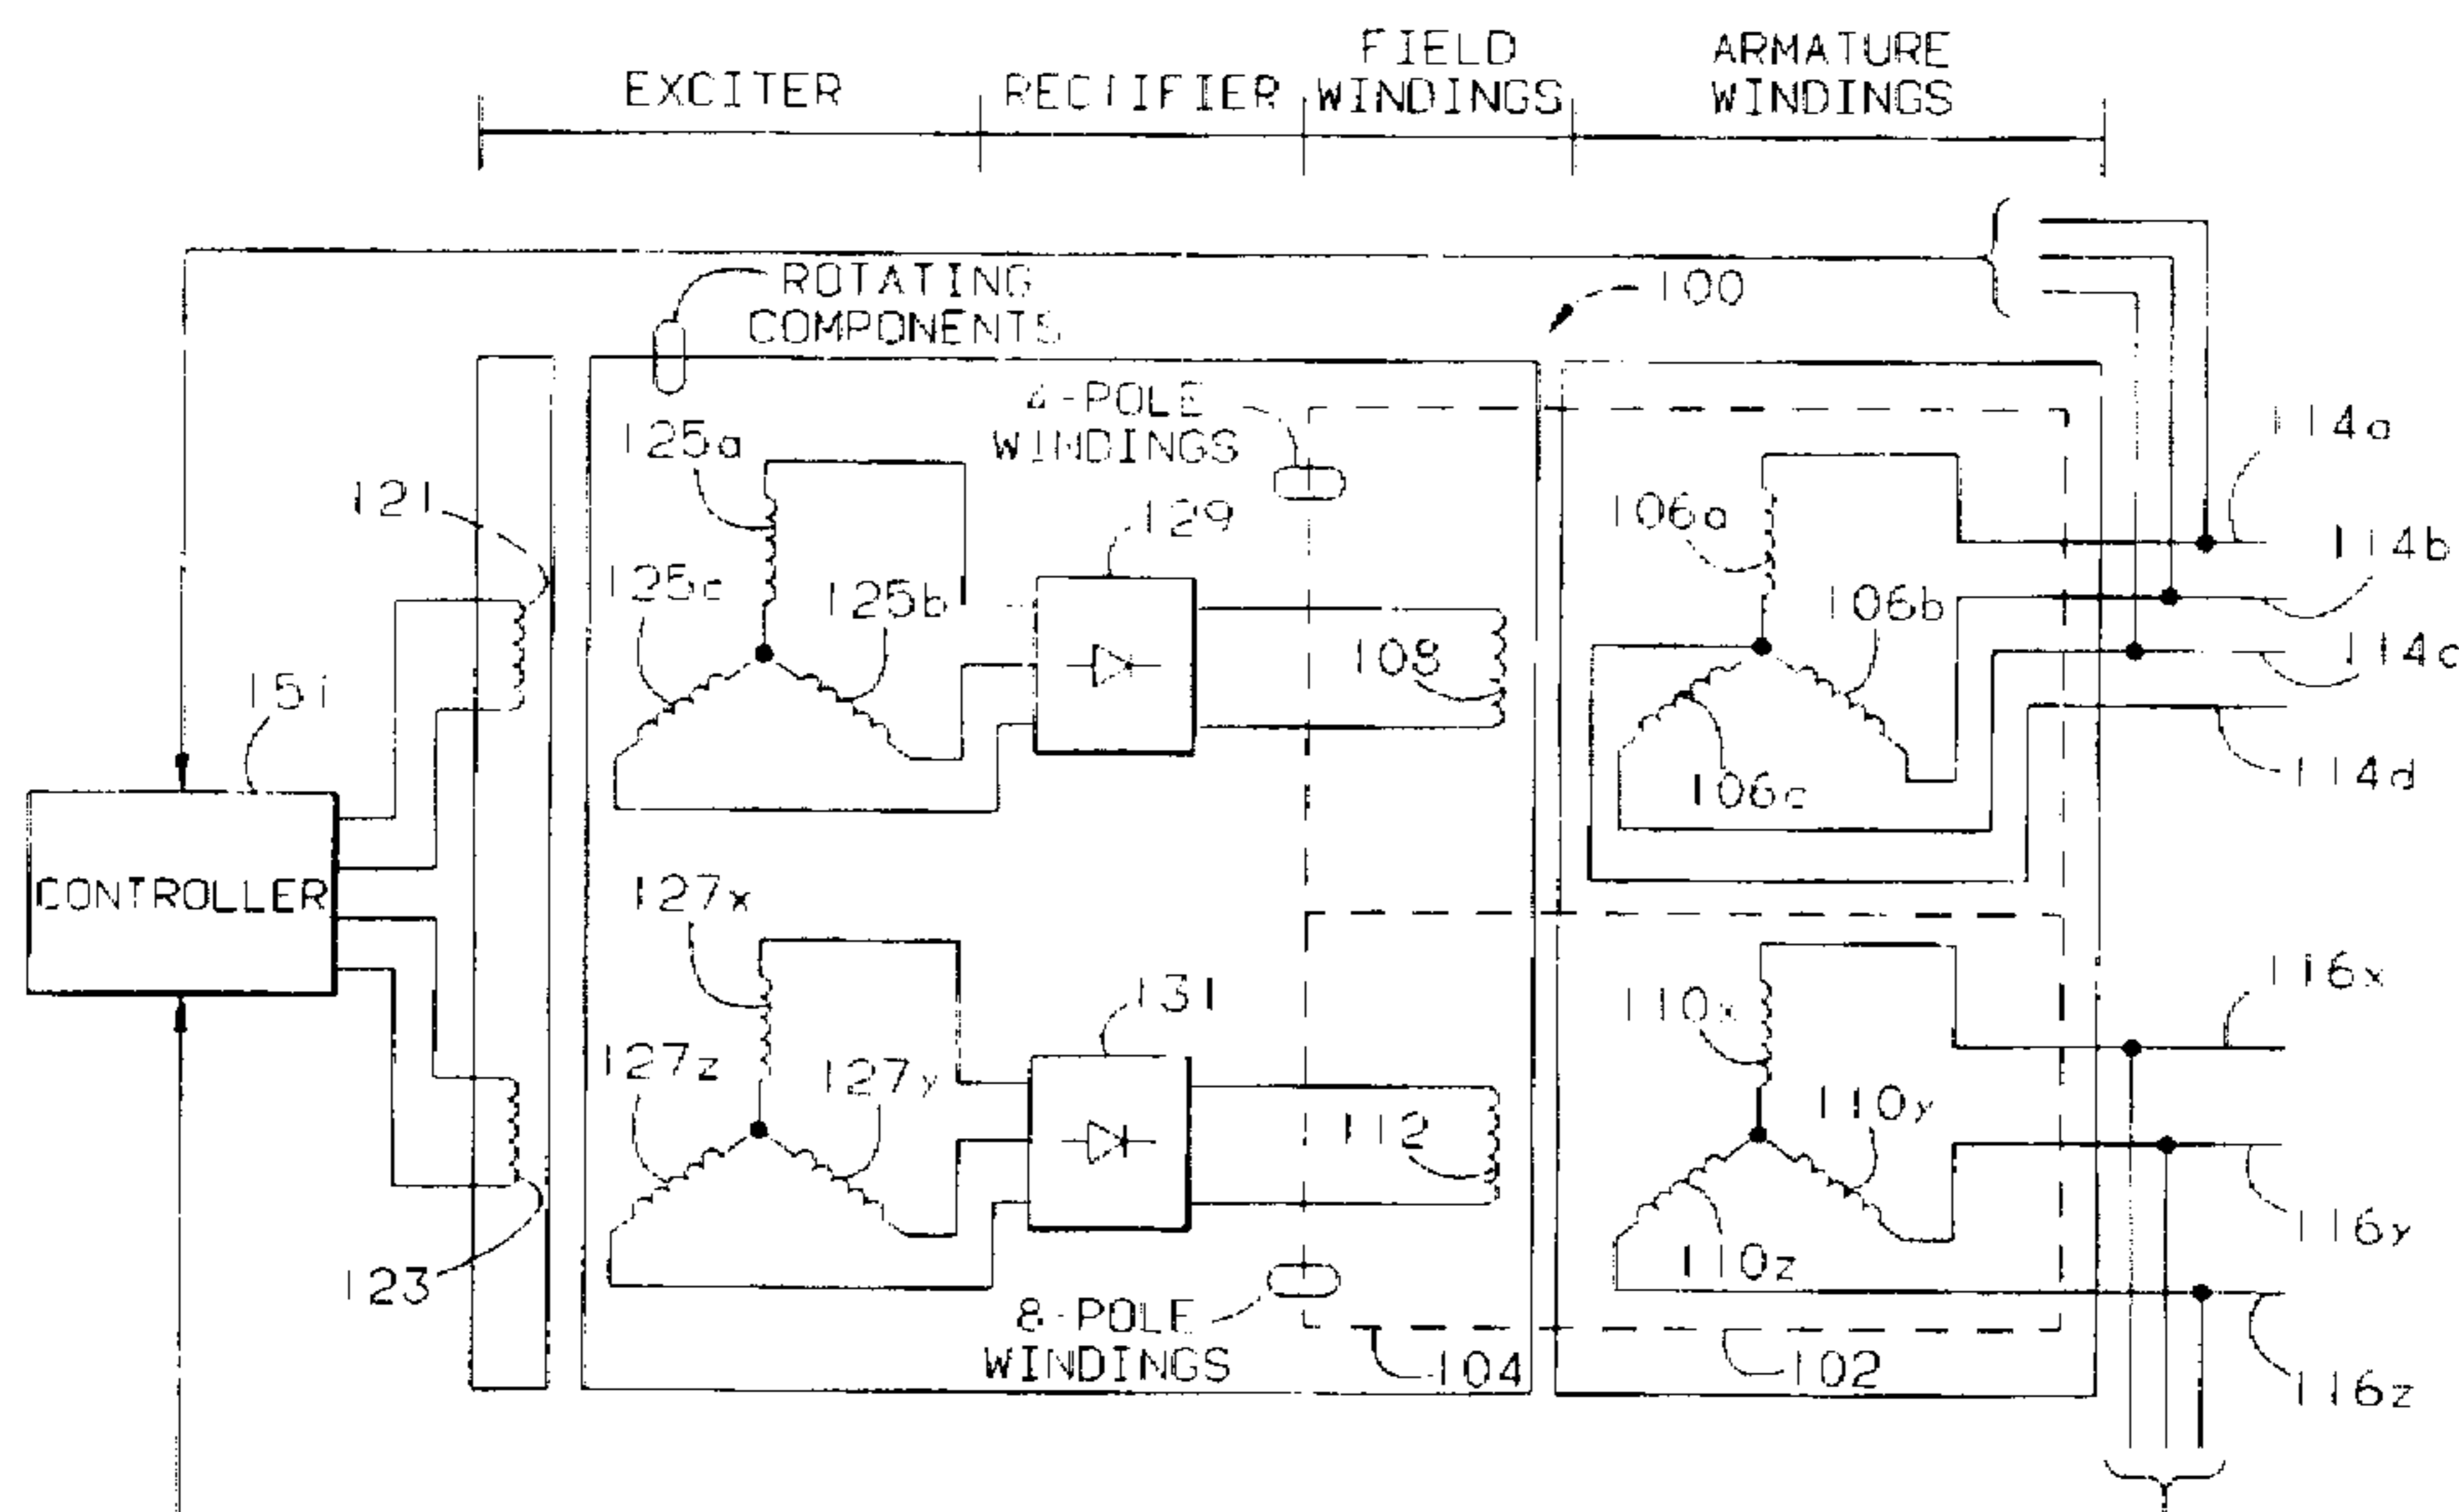 EXCITER
RECTIFIER
FIELD
WINDINGS
ARMATURE
WINDINGS
ROTATING
COMPONENTS
100
4-POLE
WINDINGS
125a
114a
121
129
106a
114b
125c
125b
106b
108
114c
151
106c
114d
CONTROLLER
127x
131
116x
110x
127z
127y
110y
112
116y
110z
123
8-POLE
WINDINGS
104
102
116z